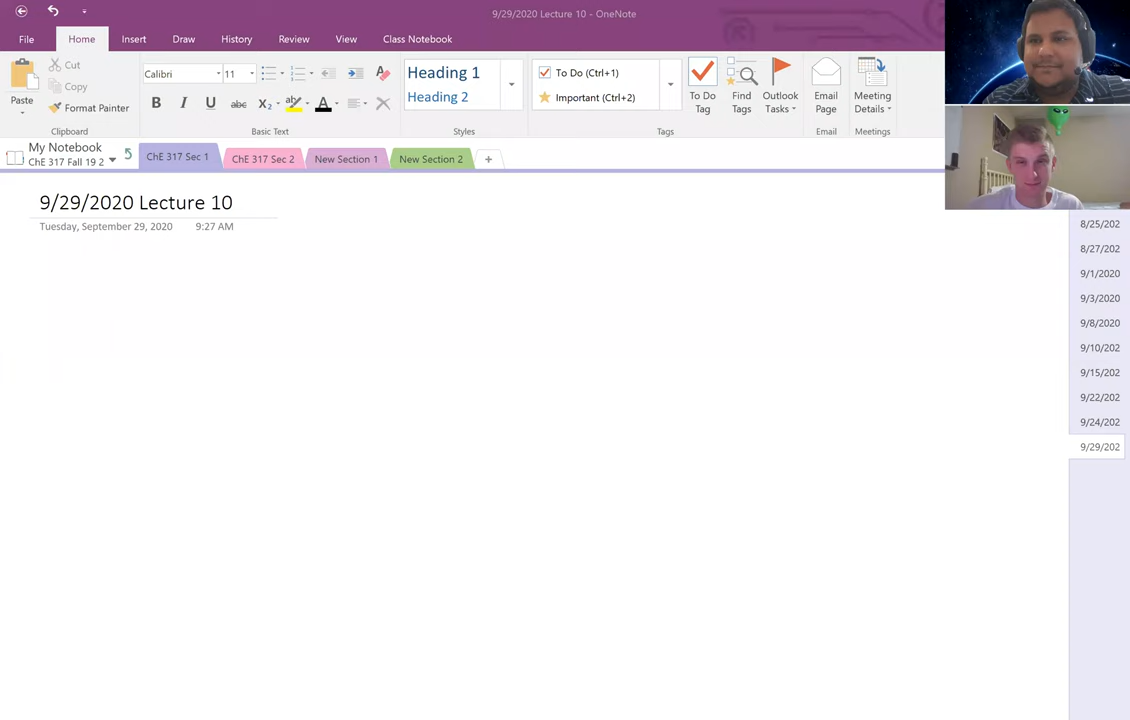 9/29/2020 Lecture 10 - OneNote
File Home Insert Draw History Review View Class Notebook
Paste
Cut
Copy
Format Painter
Clipboard
Calibri 11
B I U abc X₂ A
Basic Text
Heading 1
Heading 2
Styles
To Do (Ctrl+1)
Important (Ctrl+2)
Tags
To Do
Tag
Find
Tags
Outlook
Tasks
Email
Page
Email
Meeting
Details
Meetings
My Notebook
ChE 317 Fall 19 2
ChE 317 Sec 1 ChE 317 Sec 2 New Section 1 New Section 2 +
9/29/2020 Lecture 10
Tuesday, September 29, 2020 9:27 AM
8/25/202
8/27/202
9/1/2020
9/3/2020
9/8/2020
9/10/202
9/15/202
9/22/202
9/24/202
9/29/202